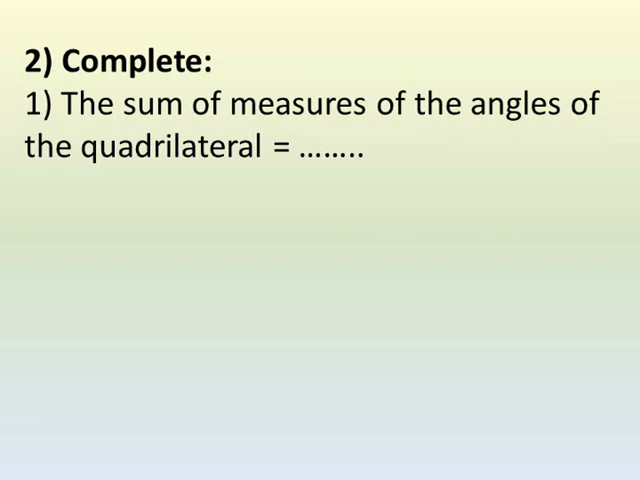 2) Complete:
1) The sum of measures of the angles of
the quadrilateral = ……..